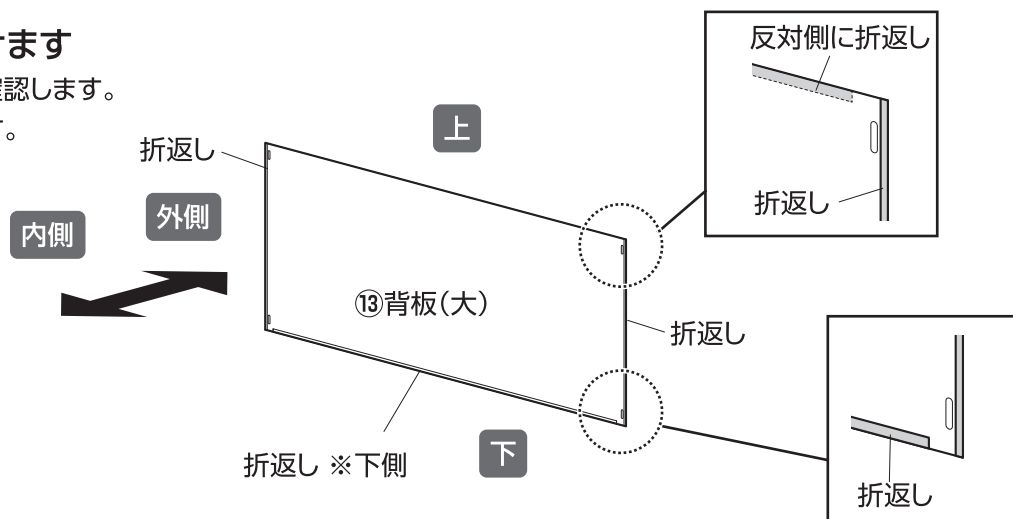 ます
認します。
。
折返し
上
外側
内側
⑬背板（大）
折返し
折返し ※下側
下
反対側に折返し
折返し
折返し